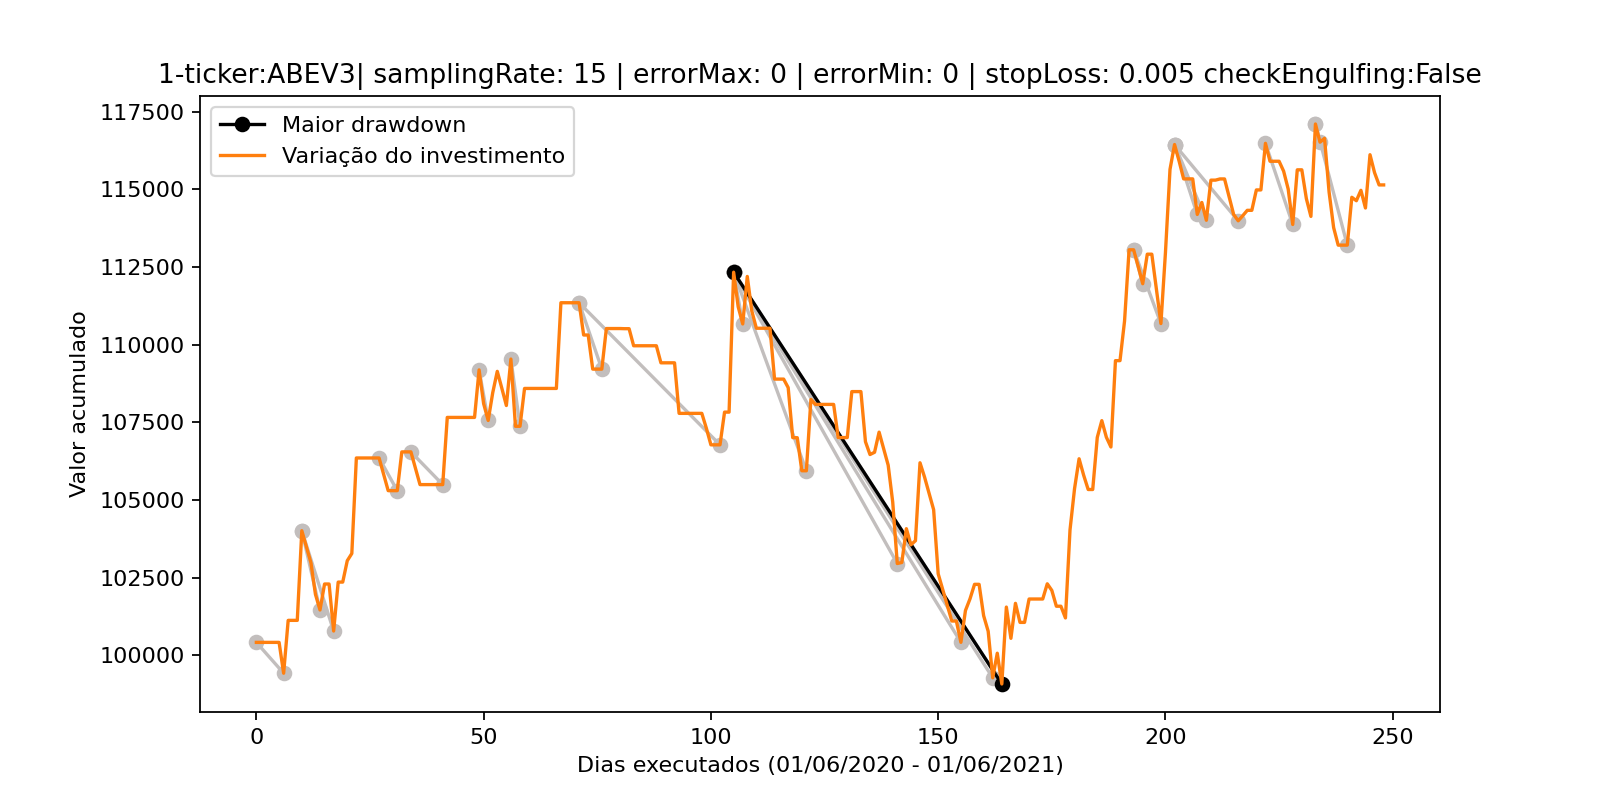 1-ticker:ABEV3| samplingRate: 15 | errorMax: 0 | errorMin: 0 | stopLoss: 0.005 checkEngulfing:False
Maior drawdown
Variação do investimento
117500
115000
112500
110000
107500
105000
102500
100000
Valor acumulado
0 50 100 150 200 250
Dias executados (01/06/2020 - 01/06/2021)